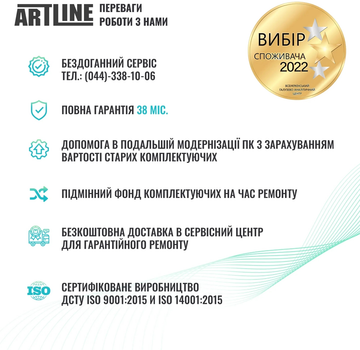 ARTLINE
ПЕРЕВАГИ
РОБОТИ З НАМИ
ВИБІР
СПОЖИВАЧА
2022
БЕЗДОГАННИЙ СЕРВІС
ТЕЛ.: (044)-338-10-06
ПОВНА ГАРАНТІЯ 38 МІС.
ДОПОМОГА В ПОДАЛЬШІЙ МОДЕРНІЗАЦІЇ ПК З ЗАРАХУВАННЯМ
ВАРТОСТІ СТАРИХ КОМПЛЕКТУЮЧИХ
ПІДМІННИЙ ФОНД КОМПЛЕКТУЮЧИХ НА ЧАС РЕМОНТУ
БЕЗКОШТОВНА ДОСТАВКА В СЕРВІСНИЙ ЦЕНТР
ДЛЯ ГАРАНТІЙНОГО РЕМОНТУ
ISO
СЕРТИФІКОВАНЕ ВИРОБНИЦТВО
ДСТУ ISO 9001:2015 И ISO 14001:2015